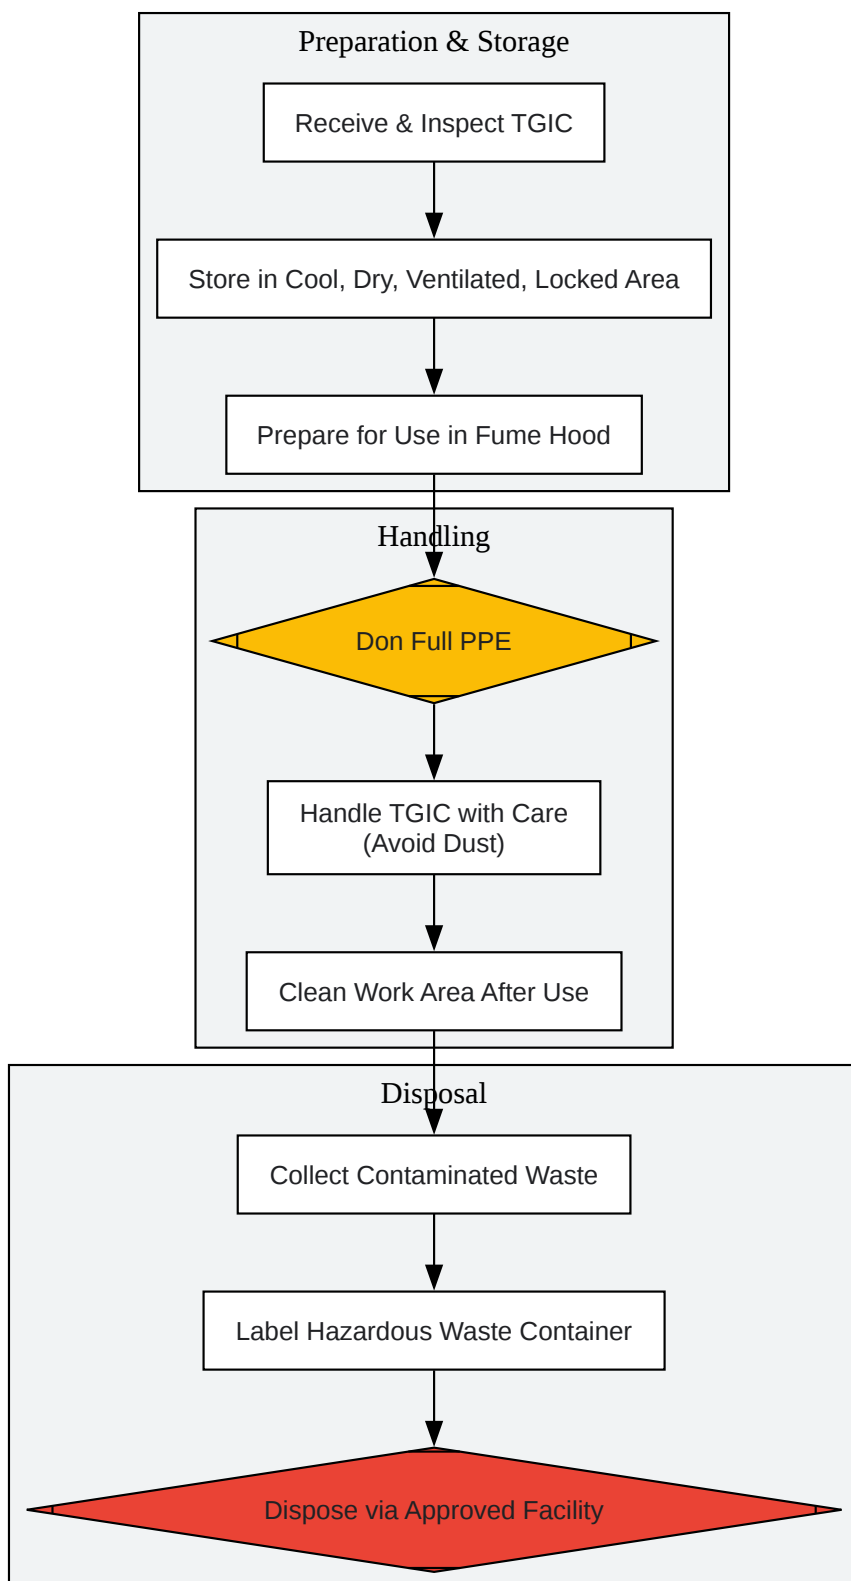 Preparation & Storage
Receive & Inspect TGIC
Store in Cool, Dry, Ventilated, Locked Area
Prepare for Use in Fume Hood
Handling
Don Full PPE
Handle TGIC with Care
(Avoid Dust)
Clean Work Area After Use
Disposal
Collect Contaminated Waste
Label Hazardous Waste Container
Dispose via Approved Facility